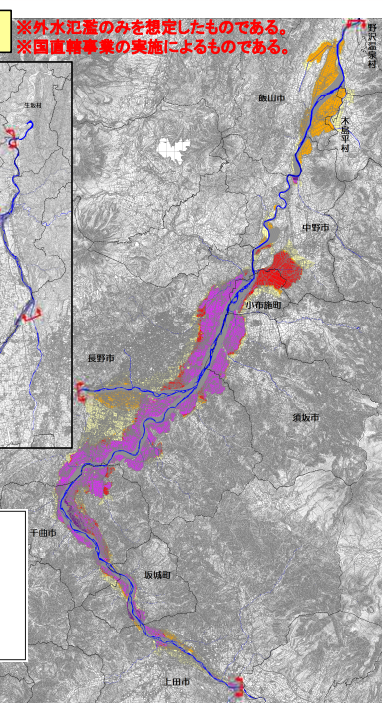 ※外水氾濫のみを想定したものである。
※国直轄事業の実施によるものである。
野沢温泉村
飯山市
木島平村
生坂村
中野市
小布施町
長野市
須坂市
千曲市
坂城町
上田市